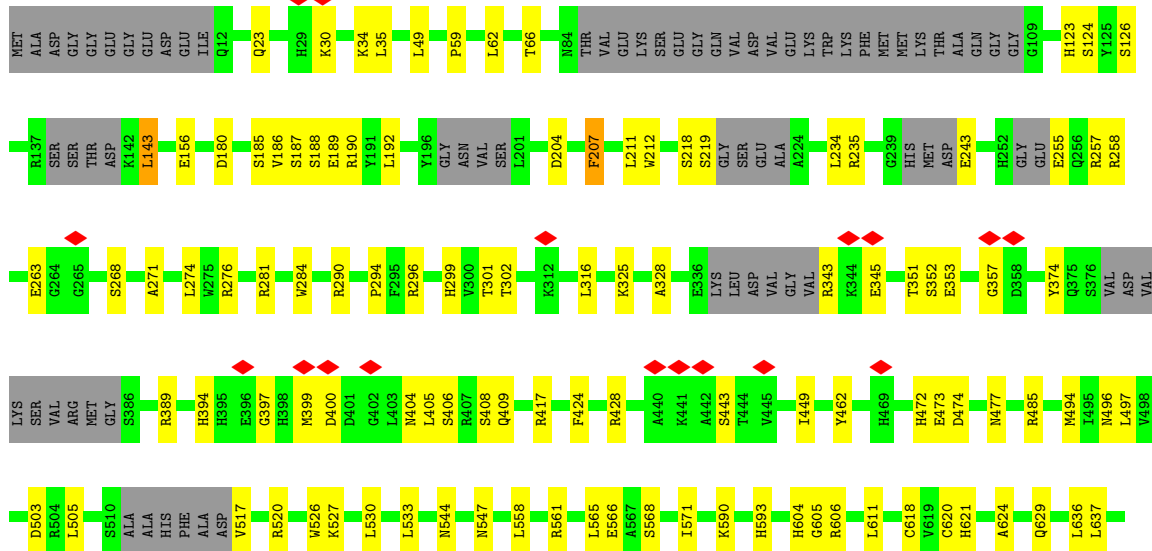 MET ALA ASP GLY GLY GLU GLY GLU ASP GLU ILE Q12 Q23 H29 K30 K34 L35 L49 P59 L62 T66 N84 THR VAL GLU LYS SER GLU GLY GLN VAL ASP VAL GLU LYS TRP LYS PHE MET MET LYS THR ALA GLN GLY GLY G109 H123 S124 Y125 S126
R137 SER SER THR ASP K142 L143 E156 D180 S185 V186 S187 S188 E189 R190 Y191 L192 Y196 GLY ASN VAL SER L201 D204 F207 L211 W212 S218 S219 GLY SER GLU ALA A224 L234 R235 G239 HIS MET ASP E243 H252 GLY GLU E255 Q256 R257 R258
E263 G264 G265 S268 A271 L274 W275 R276 R281 W284 R290 P294 F295 R296 H299 V300 T301 T302 K312 L316 K325 A328 E336 LYS LEU ASP VAL GLY VAL R343 K344 E345 T351 S352 E353 G357 D358 Y374 Q375 S376 VAL ASP VAL
LYS SER VAL ARG MET GLY S386 R389 H394 H395 E396 G397 H398 M399 D400 D401 G402 L403 N404 L405 S406 R407 S408 Q409 R417 F424 R428 A440 K441 A442 S443 T444 V445 I449 Y462 H469 H472 E473 D474 N477 R485 M494 I495 N496 L497 V498
D503 R504 L505 S510 ALA ALA HIS PHE ALA ASP V517 R520 W526 K527 L530 L533 N544 N547 L558 R561 L565 E566 A567 S568 I571 K590 H593 H604 G605 R606 L611 C618 V619 C620 H621 A624 Q629 L636 L637